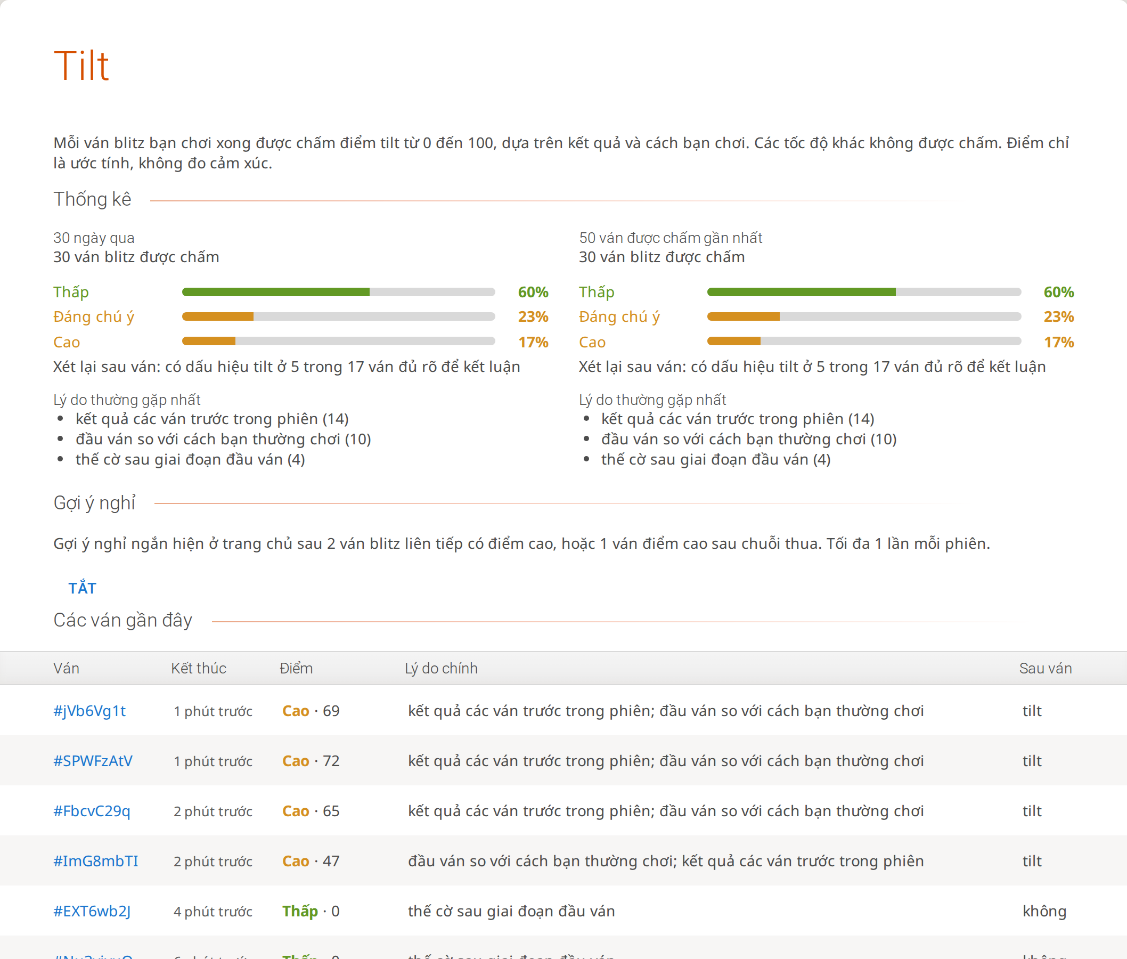 Tilt
Mỗi ván blitz bạn chơi xong được chấm điểm tilt từ 0 đến 100, dựa trên kết quả và cách bạn chơi. Các tốc độ khác không được chấm. Điểm chỉ
là ước tính, không đo cảm xúc.
Thống kê
30 ngày qua
30 ván blitz được chấm
Thấp 60%
Đáng chú ý 23%
Cao 17%
Xét lại sau ván: có dấu hiệu tilt ở 5 trong 17 ván đủ rõ để kết luận
Lý do thường gặp nhất
• kết quả các ván trước trong phiên (14)
• đầu ván so với cách bạn thường chơi (10)
• thế cờ sau giai đoạn đầu ván (4)
50 ván được chấm gần nhất
30 ván blitz được chấm
Thấp 60%
Đáng chú ý 23%
Cao 17%
Xét lại sau ván: có dấu hiệu tilt ở 5 trong 17 ván đủ rõ để kết luận
Lý do thường gặp nhất
• kết quả các ván trước trong phiên (14)
• đầu ván so với cách bạn thường chơi (10)
• thế cờ sau giai đoạn đầu ván (4)
Gợi ý nghỉ
Gợi ý nghỉ ngắn hiện ở trang chủ sau 2 ván blitz liên tiếp có điểm cao, hoặc 1 ván điểm cao sau chuỗi thua. Tối đa 1 lần mỗi phiên.
TẮT
Các ván gần đây
Ván Kết thúc Điểm Lý do chính Sau ván
#jVb6Vg1t 1 phút trước Cao · 69 kết quả các ván trước trong phiên; đầu ván so với cách bạn thường chơi tilt
#SPWFzAtV 1 phút trước Cao · 72 kết quả các ván trước trong phiên; đầu ván so với cách bạn thường chơi tilt
#FbcvC29q 2 phút trước Cao · 65 kết quả các ván trước trong phiên; đầu ván so với cách bạn thường chơi tilt
#ImG8mbTI 2 phút trước Cao · 47 đầu ván so với cách bạn thường chơi; kết quả các ván trước trong phiên tilt
#EXT6wb2J 4 phút trước Thấp · 0 thế cờ sau giai đoạn đầu ván không